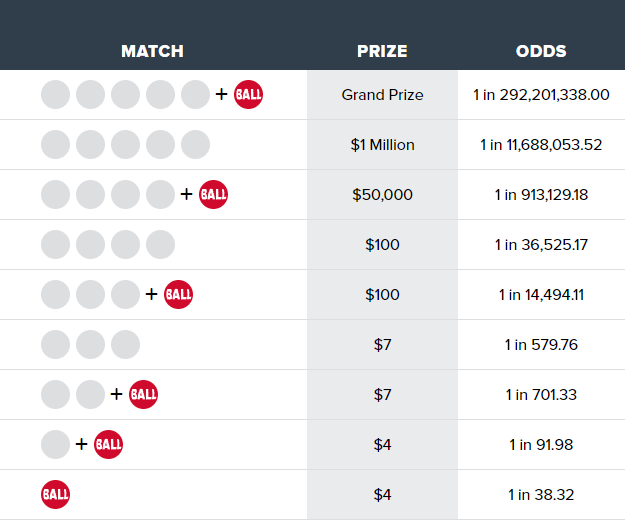 MATCH PRIZE ODDS
+ BALL Grand Prize 1 in 292,201,338.00
$1 Million 1 in 11,688,053.52
+ BALL $50,000 1 in 913,129.18
$100 1 in 36,525.17
+ BALL $100 1 in 14,494.11
$7 1 in 579.76
+ BALL $7 1 in 701.33
+ BALL $4 1 in 91.98
BALL $4 1 in 38.32